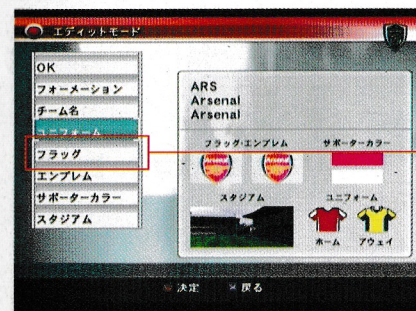 エディットモード
OK
フォーメーション
チーム名
ユニフォーム
フラッグ
エンブレム
サポーターカラー
スタジアム
ARS
Arsenal
Arsenal
フラッグ・エンブレム
サポーターカラー
スタジアム
ユニフォーム
ホーム
アウェイ
決定
戻る